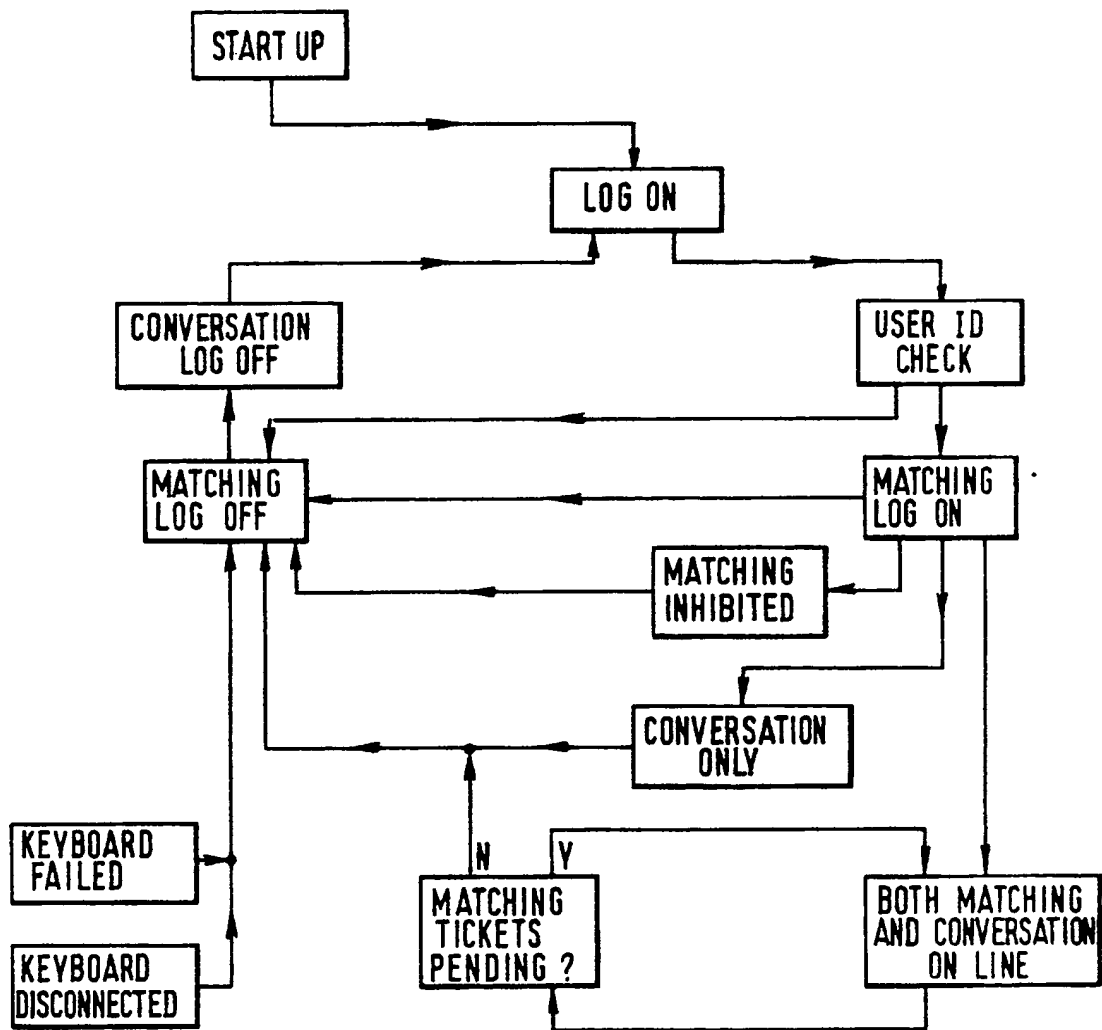 START UP
LOG ON
CONVERSATION
LOG OFF
USER ID
CHECK
MATCHING
LOG OFF
MATCHING
LOG ON
MATCHING
INHIBITED
CONVERSATION
ONLY
KEYBOARD
FAILED
N
Y
MATCHING
TICKETS
PENDING ?
BOTH MATCHING
AND CONVERSATION
ON LINE
KEYBOARD
DISCONNECTED